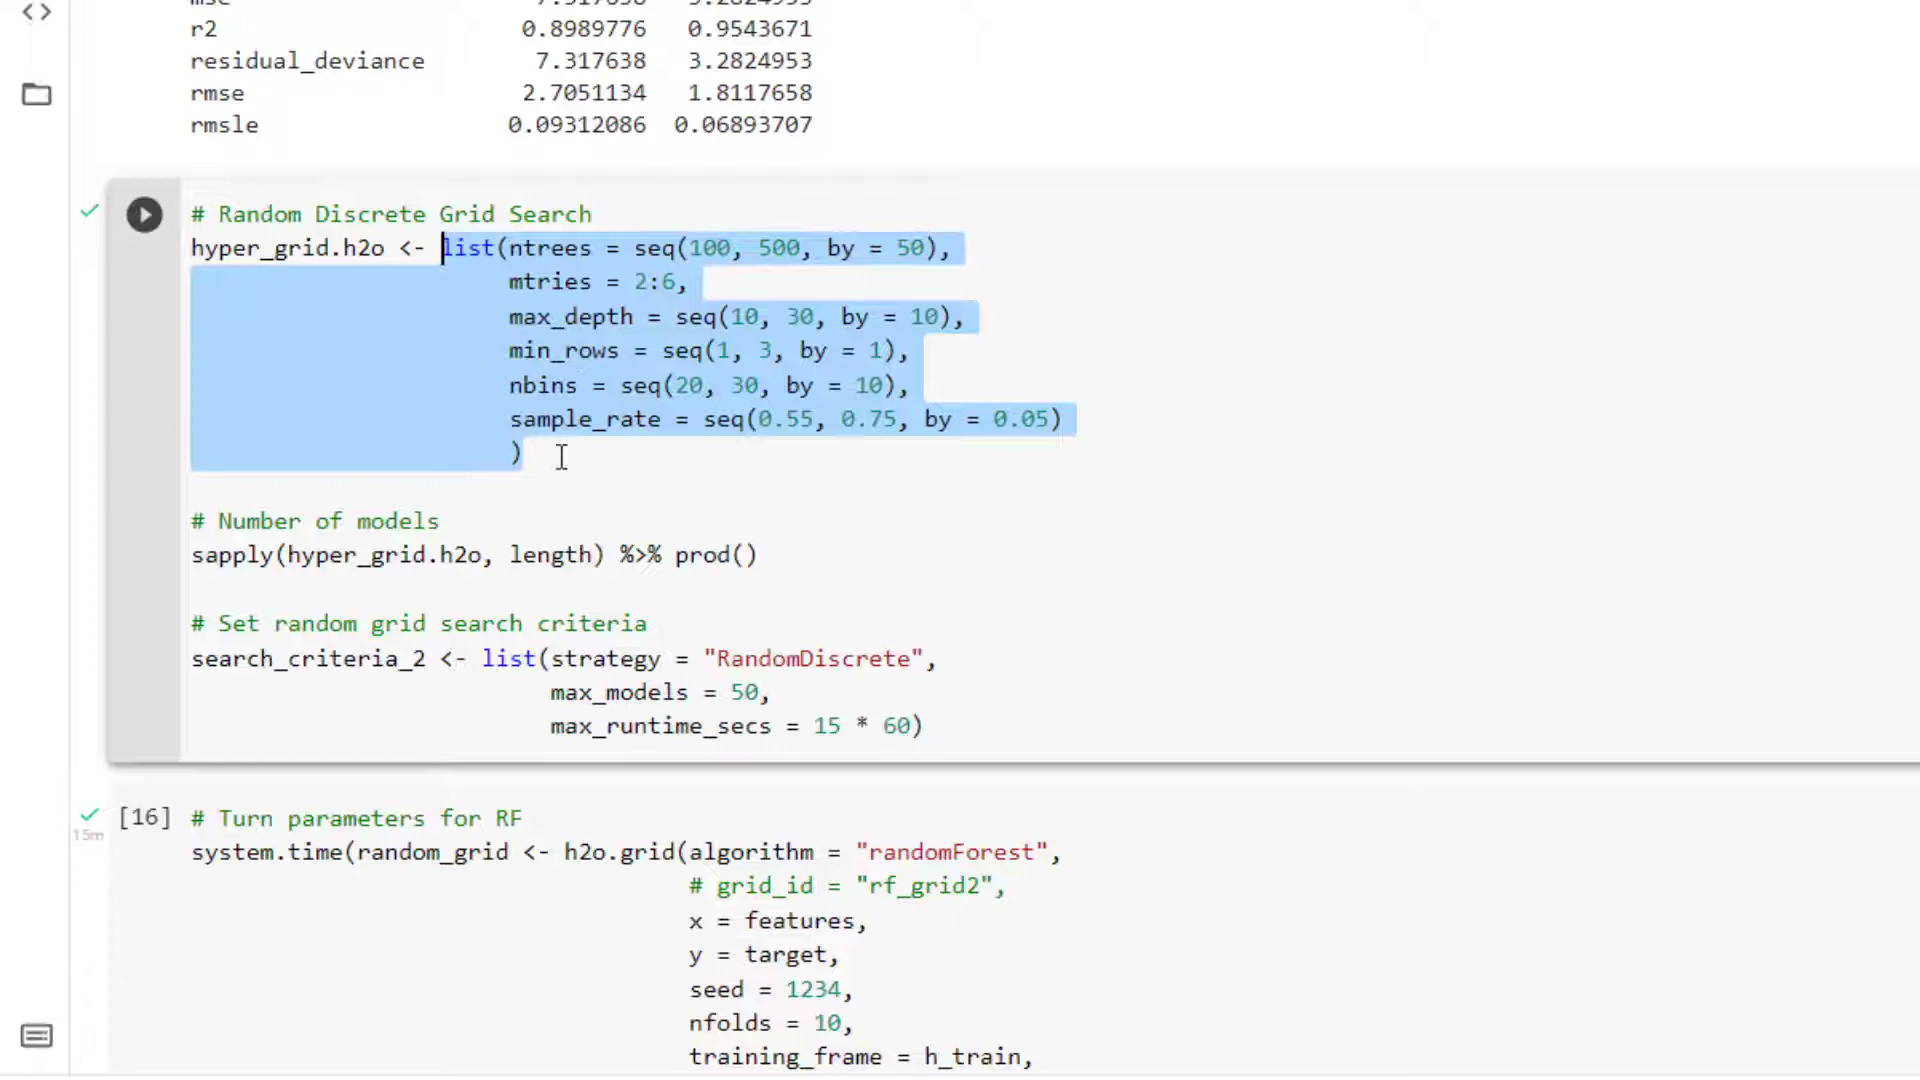 r2 0.8989776 0.9543671
residual_deviance 7.317638 3.2824953
rmse 2.7051134 1.8117658
rmsle 0.09312086 0.06893707
# Random Discrete Grid Search
hyper_grid.h2o <- list(ntrees = seq(100, 500, by = 50),
mtries = 2:6,
max_depth = seq(10, 30, by = 10),
min_rows = seq(1, 3, by = 1),
nbins = seq(20, 30, by = 10),
sample_rate = seq(0.55, 0.75, by = 0.05)
)
# Number of models
sapply(hyper_grid.h2o, length) %>% prod()
# Set random grid search criteria
search_criteria_2 <- list(strategy = "RandomDiscrete",
max_models = 50,
max_runtime_secs = 15 * 60)
[16] # Turn parameters for RF
15m
system.time(random_grid <- h2o.grid(algorithm = "randomForest",
# grid_id = "rf_grid2",
x = features,
y = target,
seed = 1234,
nfolds = 10,
training_frame = h_train,